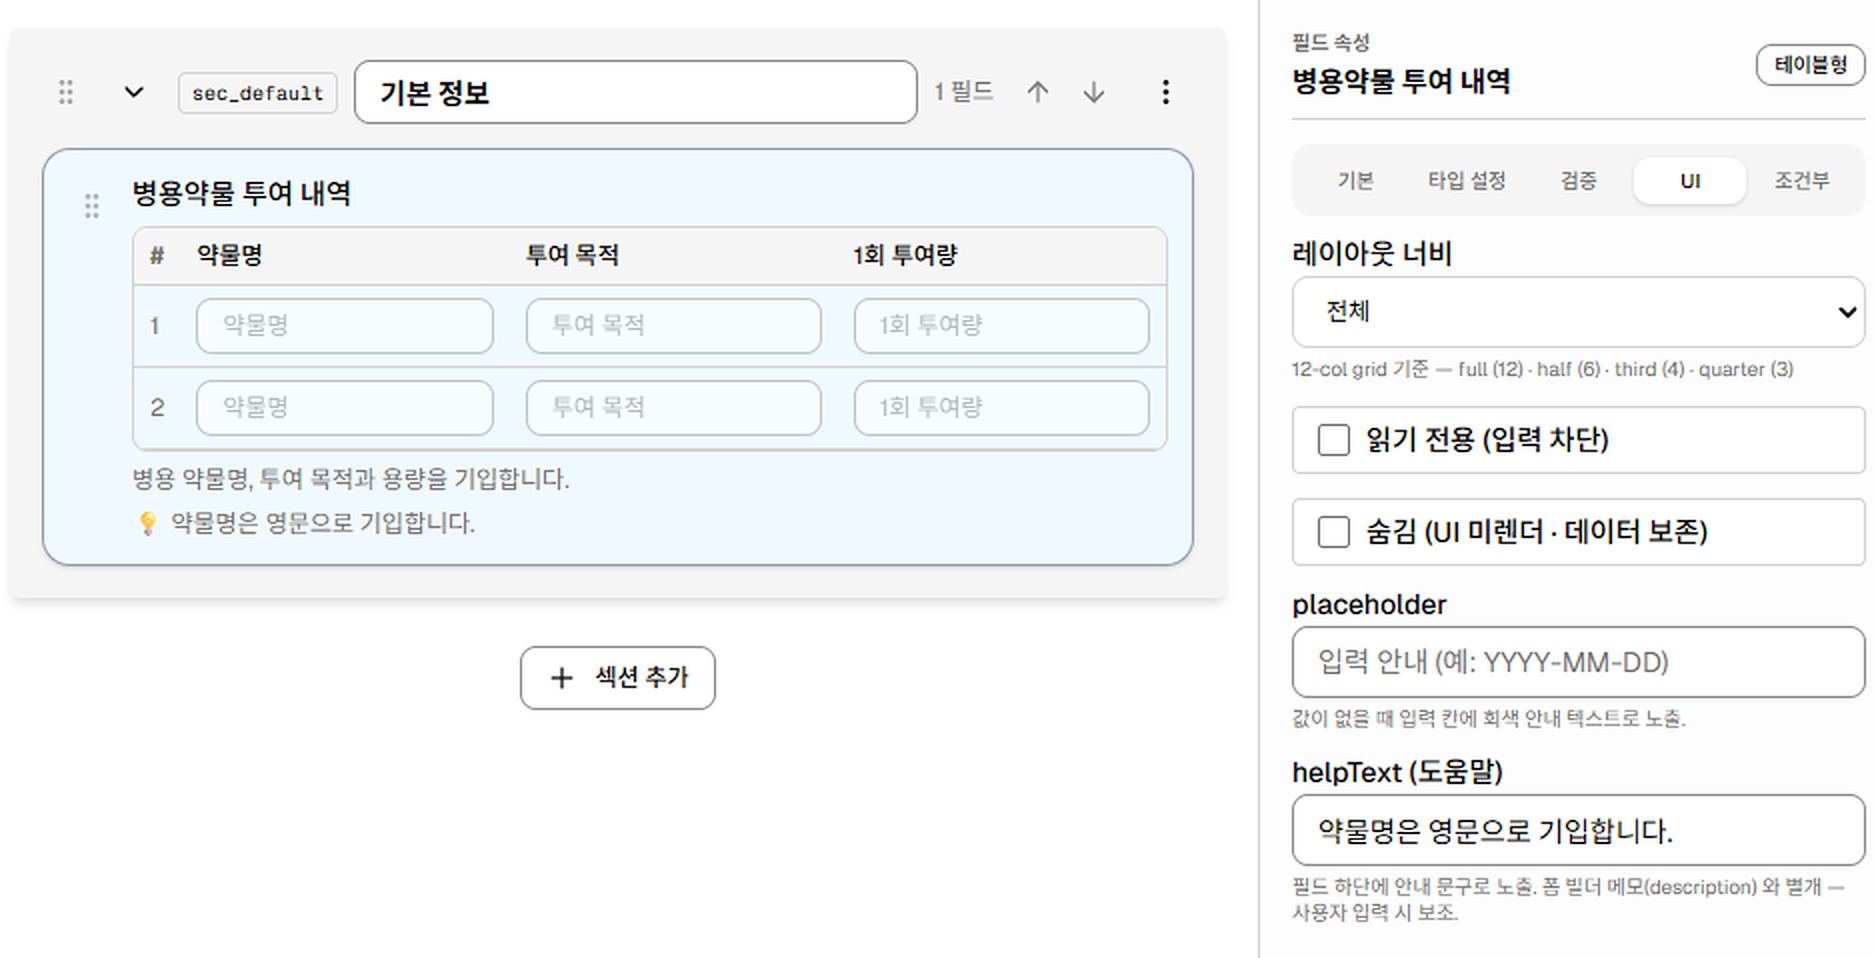 sec_default
기본 정보
1 필드
병용약물 투여 내역
# 약물명 투여 목적 1회 투여량
1 약물명 투여 목적 1회 투여량
2 약물명 투여 목적 1회 투여량
병용 약물명, 투여 목적과 용량을 기입합니다.
💡 약물명은 영문으로 기입합니다.
+ 섹션 추가
필드 속성
병용약물 투여 내역
테이블형
기본 타입 설정 검증 UI 조건부
레이아웃 너비
전체
12-col grid 기준 — full (12) · half (6) · third (4) · quarter (3)
읽기 전용 (입력 차단)
숨김 (UI 미렌더 · 데이터 보존)
placeholder
입력 안내 (예: YYYY-MM-DD)
값이 없을 때 입력 칸에 회색 안내 텍스트로 노출.
helpText (도움말)
약물명은 영문으로 기입합니다.
필드 하단에 안내 문구로 노출. 폼 빌더 메모(description) 와 별개 —
사용자 입력 시 보조.